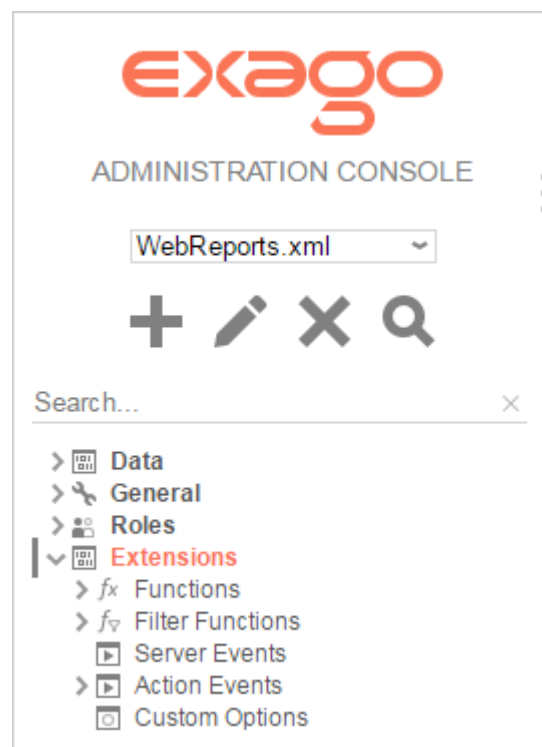 exago
ADMINISTRATION CONSOLE
WebReports.xml
Search...
Data
General
Roles
Extensions
fx Functions
f Filter Functions
Server Events
Action Events
Custom Options